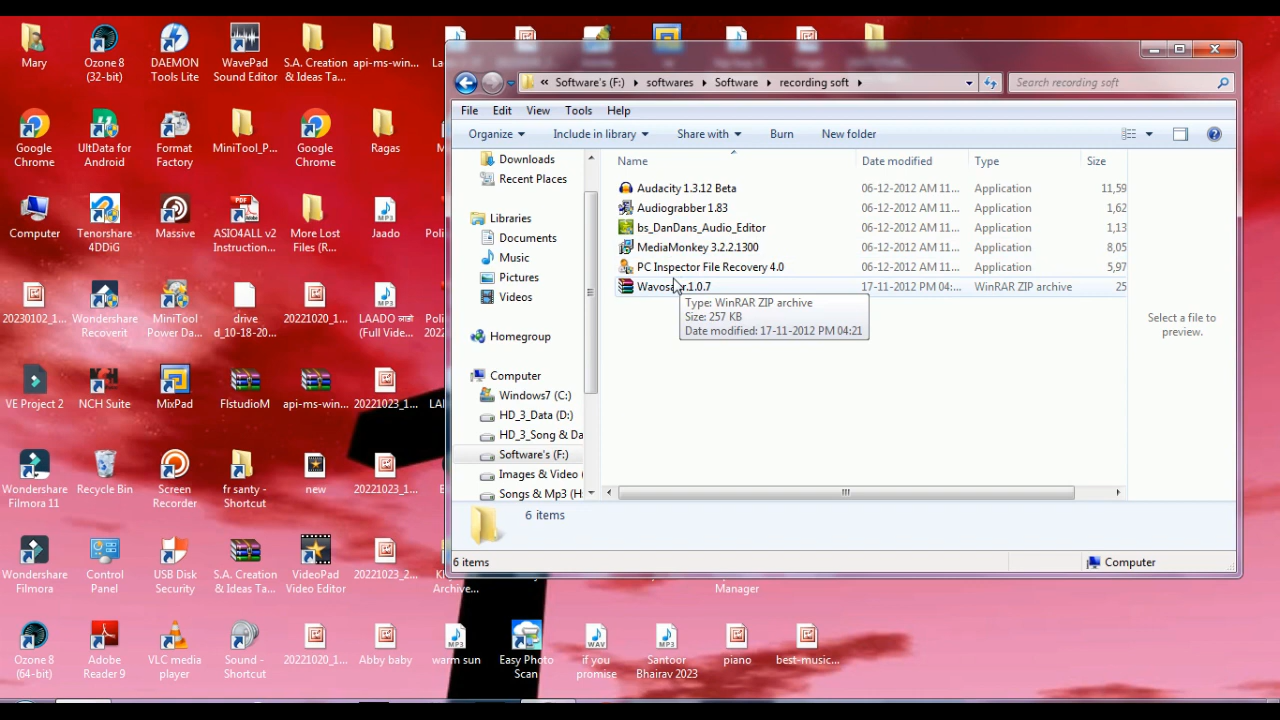 Mary
Ozone 8
(32-bit)
DAEMON
Tools Lite
WavePad
Sound Editor
S.A. Creation
& Ideas Ta...
api-ms-win...
Google
Chrome
UltData for
Android
Format
Factory
MiniTool_P...
Google
Chrome
Ragas
Computer
Tenorshare
4DDiG
Massive
ASIO4ALL v2
Instruction...
More Lost
Files (R...
Jaado
20230102_1...
Wondershare
Recoverit
MiniTool
Power Da...
drive
d_10-18-20...
20221020_1...
LAADO लाडो
(Full Vide...
VE Project 2
NCH Suite
MixPad
FlstudioM
api-ms-win...
20221023_1...
Wondershare
Filmora 11
Recycle Bin
Screen
Recorder
fr santy -
Shortcut
new
20221023_1...
Wondershare
Filmora
Control
Panel
USB Disk
Security
S.A. Creation
& Ideas Ta...
VideoPad
Video Editor
20221023_2...
Archive...
Manager
Ozone 8
(64-bit)
Adobe
Reader 9
VLC media
player
Sound -
Shortcut
20221020_1...
Abby baby
warm sun
Easy Photo
Scan
if you
promise
Santoor
Bhairav 2023
piano
best-music...
Software's (F:)
softwares
Software
recording soft
Search recording soft
File Edit View Tools Help
Organize Include in library Share with Burn New folder
Downloads
Recent Places
Libraries
Documents
Music
Pictures
Videos
Homegroup
Computer
Windows7 (C:)
HD_3_Data (D:)
HD_3_Song & Da
Software's (F:)
Images & Video (
Songs & Mp3 (H:
Name Date modified Type Size
Audacity 1.3.12 Beta 06-12-2012 AM 11... Application 11,59
Audiograbber 1.83 06-12-2012 AM 11... Application 1,62
bs_DanDans_Audio_Editor 06-12-2012 AM 11... Application 1,13
MediaMonkey 3.2.2.1300 06-12-2012 AM 11... Application 8,05
PC Inspector File Recovery 4.0 06-12-2012 AM 11... Application 5,97
17-11-2012 PM 04:... WinRAR ZIP archive 25
Type: WinRAR ZIP archive
Size: 257 KB
Date modified: 17-11-2012 PM 04:21
Select a file to
preview.
6 items
6 items
Computer